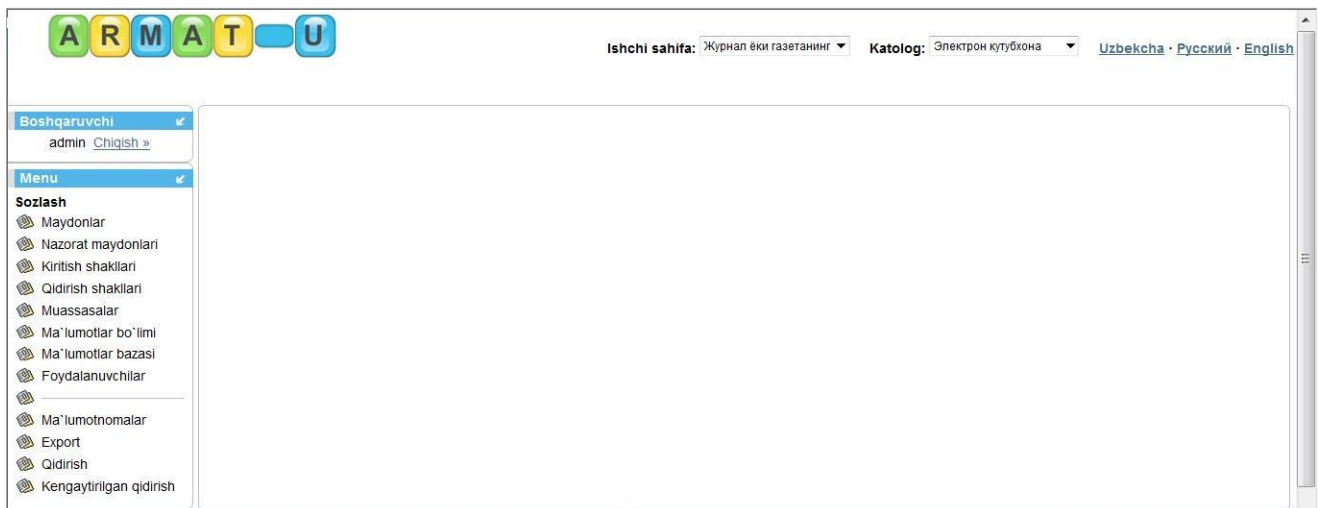 ARMAT-U
Ishchi sahifa: Журнал ёки газетанинг Katolog: Электрон кутубхона Uzbekcha · Русский · English
Boshqaruvchi
admin Chiqish »
Menu
Sozlash
Maydonlar
Nazorat maydonlari
Kiritish shakllari
Qidirish shakllari
Muassasalar
Ma`lumotlar bo`limi
Ma`lumotlar bazasi
Foydalanuvchilar
Ma`lumotnomalar
Export
Qidirish
Kengaytirilgan qidirish